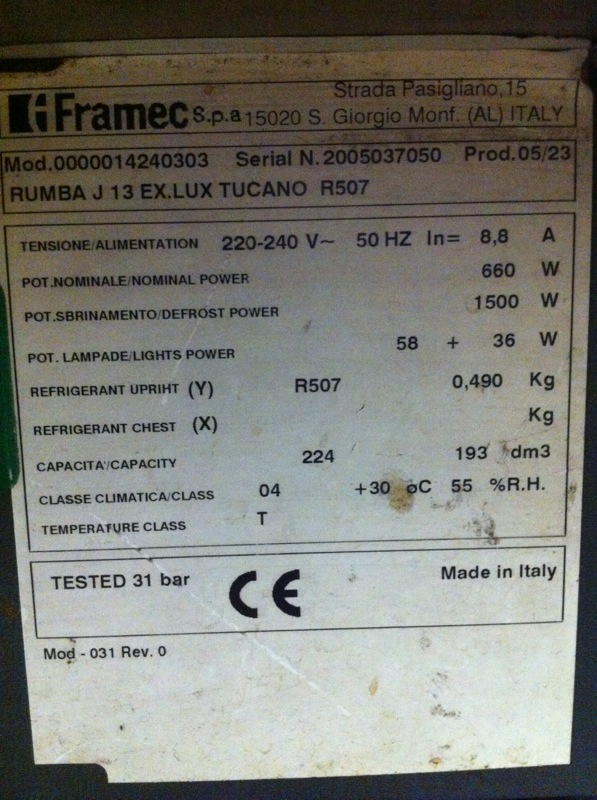 Framec S.p.a Strada Pasigliano,15
15020 S. Giorgio Monf. (AL) ITALY
Mod.0000014240303 Serial N. 2005037050 Prod.05/23
RUMBA J 13 EX.LUX TUCANO R507
TENSIONE/ALIMENTATION 220-240 V~ 50 HZ In= 8,8 A
POT.NOMINALE/NOMINAL POWER 660 W
POT.SBRINAMENTO/DEFROST POWER 1500 W
POT. LAMPADE/LIGHTS POWER 58 + 36 W
REFRIGERANT UPRIHT (Y) R507 0,490 Kg
REFRIGERANT CHEST (X) Kg
CAPACITA'/CAPACITY 224 193 dm3
CLASSE CLIMATICA/CLASS 04 +30 øC 55 %R.H.
TEMPERATURE CLASS T
TESTED 31 bar CE Made in Italy
Mod - 031 Rev. 0